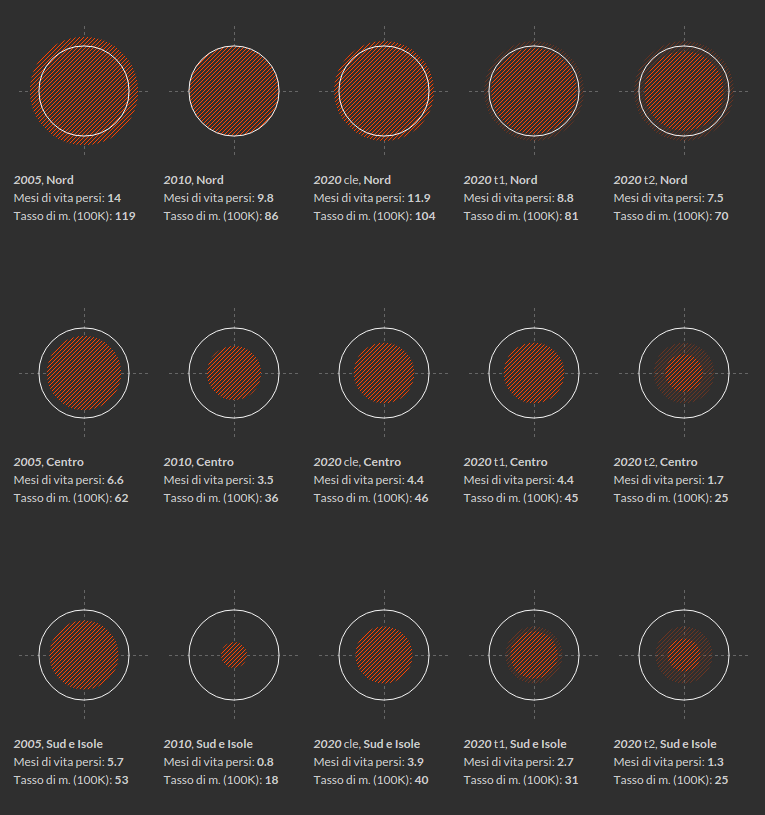 2005, Nord
Mesi di vita persi: 14
Tasso di m. (100K): 119
2010, Nord
Mesi di vita persi: 9.8
Tasso di m. (100K): 86
2020 cle, Nord
Mesi di vita persi: 11.9
Tasso di m. (100K): 104
2020 t1, Nord
Mesi di vita persi: 8.8
Tasso di m. (100K): 81
2020 t2, Nord
Mesi di vita persi: 7.5
Tasso di m. (100K): 70
2005, Centro
Mesi di vita persi: 6.6
Tasso di m. (100K): 62
2010, Centro
Mesi di vita persi: 3.5
Tasso di m. (100K): 36
2020 cle, Centro
Mesi di vita persi: 4.4
Tasso di m. (100K): 46
2020 t1, Centro
Mesi di vita persi: 4.4
Tasso di m. (100K): 45
2020 t2, Centro
Mesi di vita persi: 1.7
Tasso di m. (100K): 25
2005, Sud e Isole
Mesi di vita persi: 5.7
Tasso di m. (100K): 53
2010, Sud e Isole
Mesi di vita persi: 0.8
Tasso di m. (100K): 18
2020 cle, Sud e Isole
Mesi di vita persi: 3.9
Tasso di m. (100K): 40
2020 t1, Sud e Isole
Mesi di vita persi: 2.7
Tasso di m. (100K): 31
2020 t2, Sud e Isole
Mesi di vita persi: 1.3
Tasso di m. (100K): 25